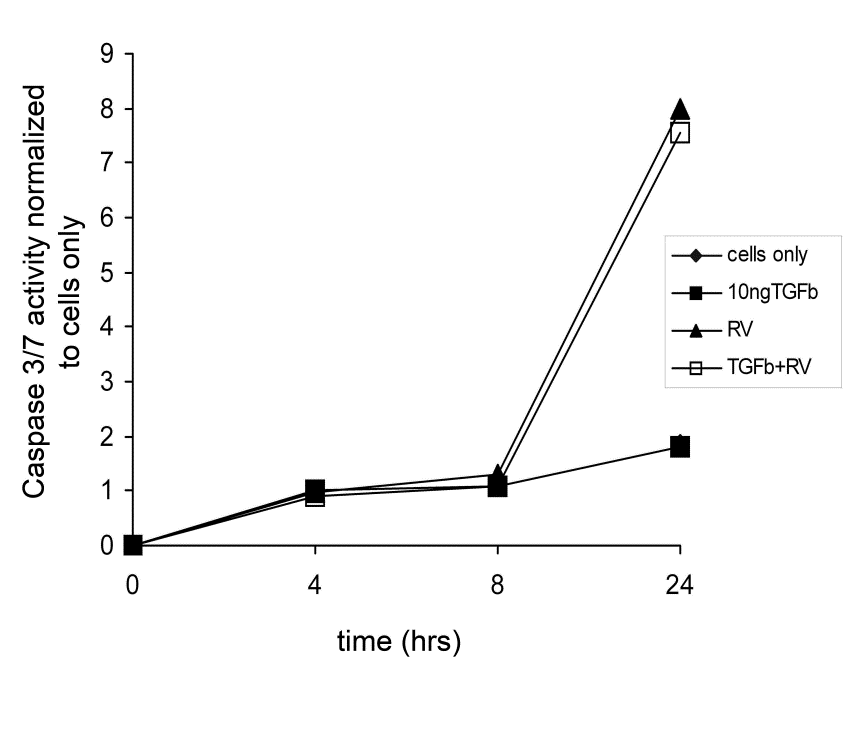 9
8
7
6
5
4
3
2
1
0
Caspase 3/7 activity normalized
to cells only
0 4 8 24
time (hrs)
cells only
10ngTGFb
RV
TGFb+RV